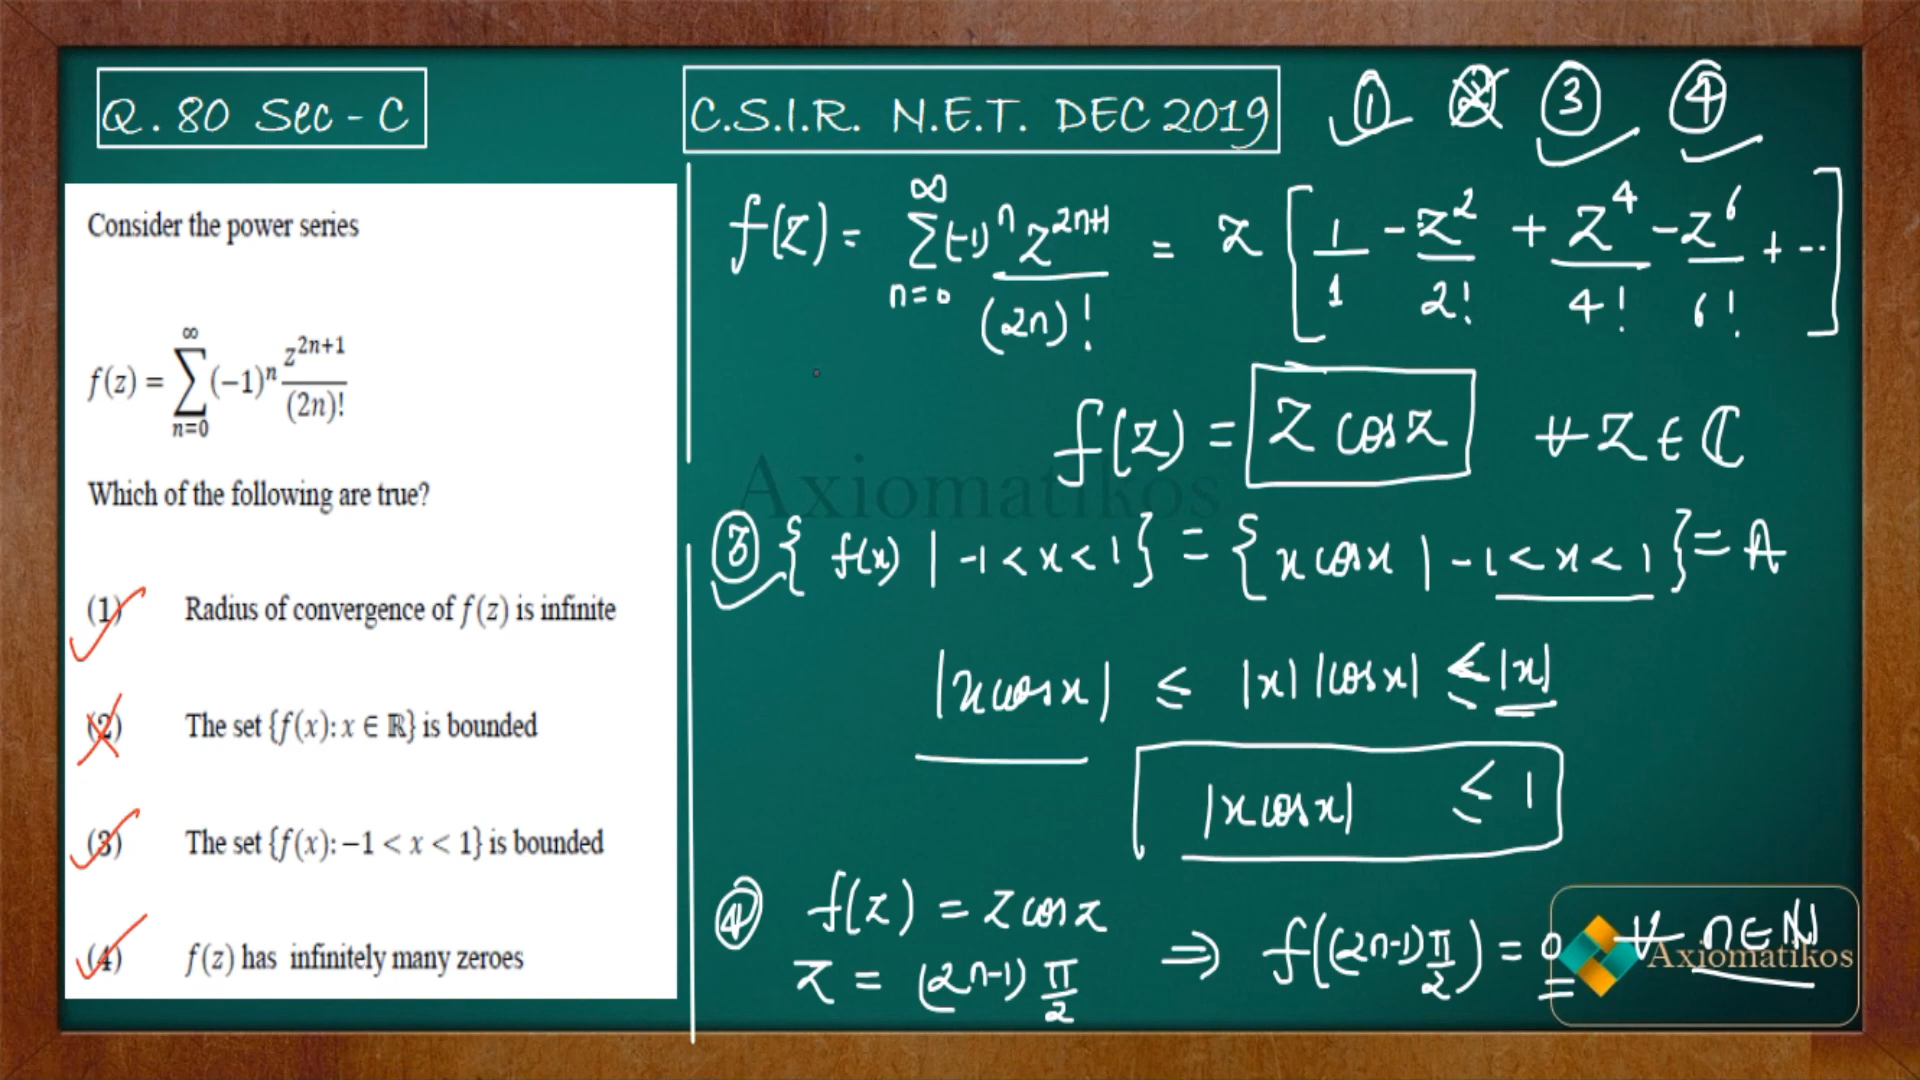 Q. 80 Sec - C
C.S.I.R. N.E.T. DEC 2019
① ② ③ ④
Consider the power series
f(z) = ∑_{n=0}^{∞} (−1)^n z^{2n+1}/(2n)!
Which of the following are true?
(1) Radius of convergence of f(z) is infinite
(2) The set {f(x): x ∈ ℝ} is bounded
(3) The set {f(x): −1 < x < 1} is bounded
(4) f(z) has infinitely many zeroes
f(z) = ∑_{n=0}^{∞} (-1)^n z^{2n+1}/(2n)! = z [ 1/1 - z^2/2! + z^4/4! - z^6/6! + ... ]
f(z) = z cos z ∀ z ∈ ℂ
Axiomatikos
③ { f(x) | -1 < x < 1 } = { x cos x | -1 < x < 1 } = A
|x cos x| ≤ |x| |cos x| ≤ |x|
|x cos x| ≤ 1
④ f(z) = z cos z
z = (2n-1) π/2 ⇒ f((2n-1) π/2) = 0 ∀ n ∈ ℕ
Axiomatikos